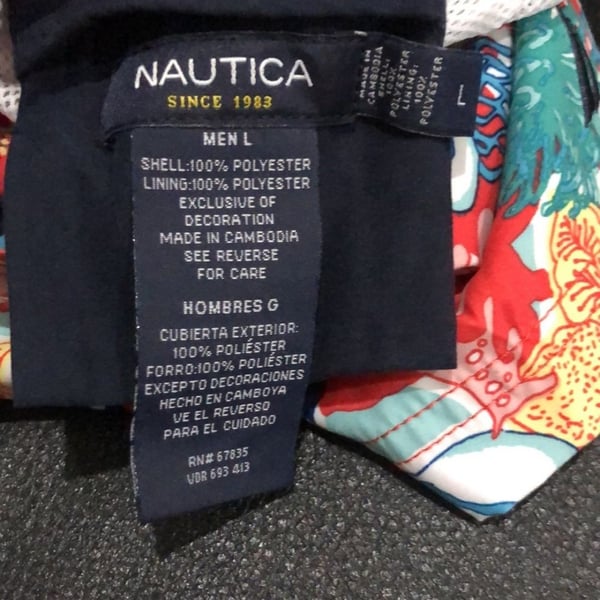 NAUTICA
SINCE 1983
MADE IN
CAMBODIA
SHELL:
100%
POLYESTER
LINING:
100%
POLYESTER
L
MEN L
SHELL:100% POLYESTER
LINING:100% POLYESTER
EXCLUSIVE OF
DECORATION
MADE IN CAMBODIA
SEE REVERSE
FOR CARE
HOMBRES G
CUBIERTA EXTERIOR:
100% POLIÉSTER
FORRO:100% POLIÉSTER
EXCEPTO DECORACIONES
HECHO EN CAMBOYA
VE EL REVERSO
PARA EL CUIDADO
RN# 67835
VDR 693 413